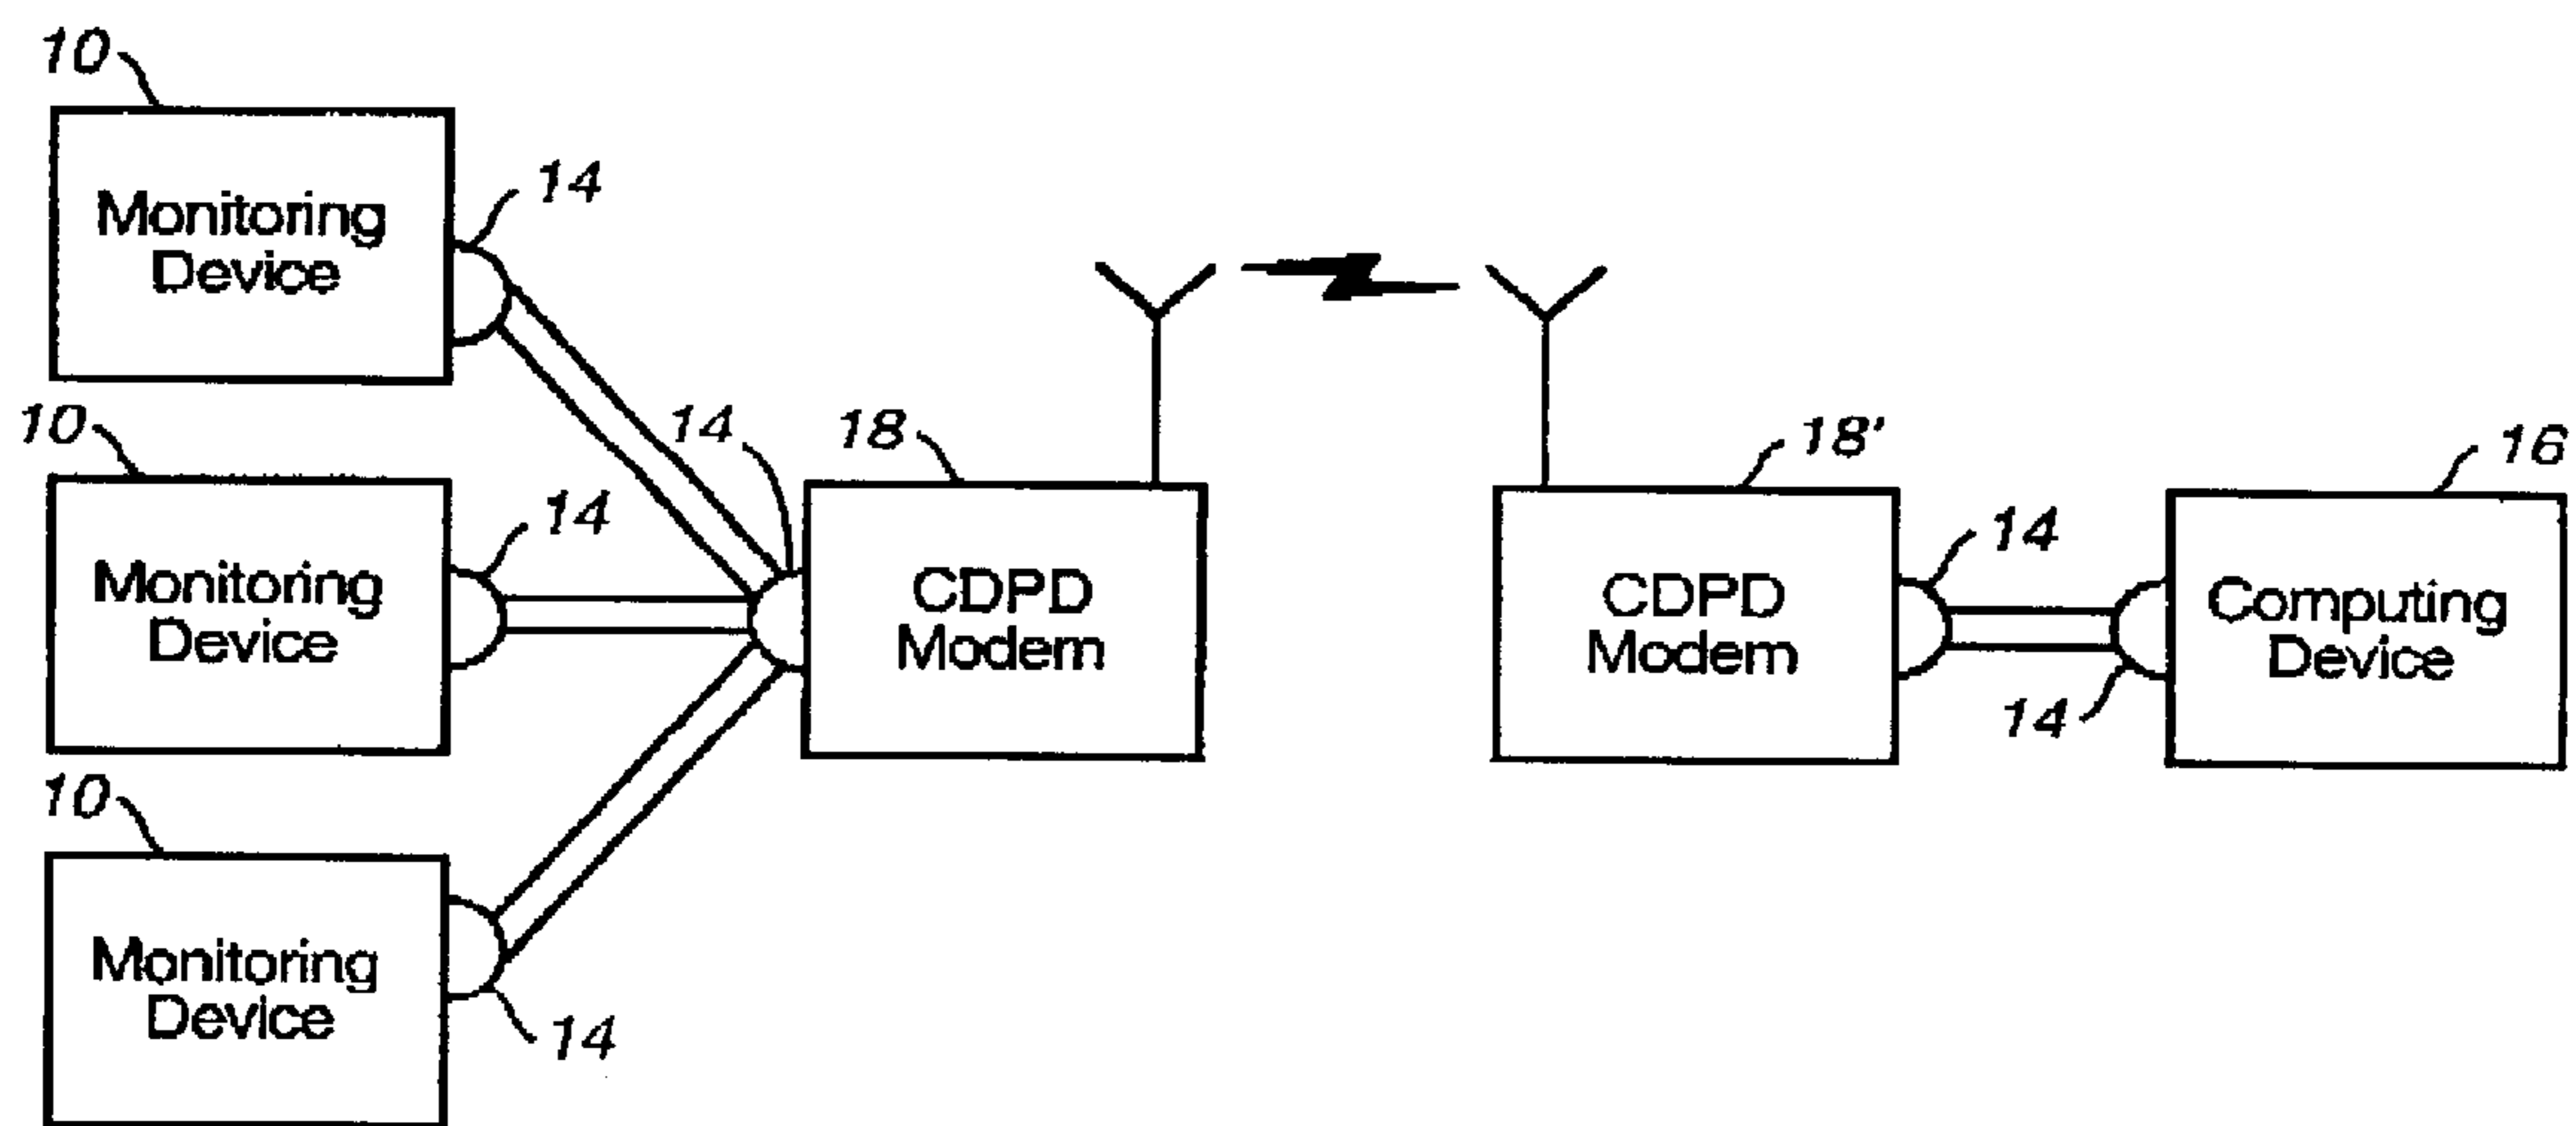 10
Monitoring
Device
14
10
Monitoring
Device
14
10
Monitoring
Device
14
14
18
CDPD
Modem
18'
CDPD
Modem
14
14
16
Computing
Device